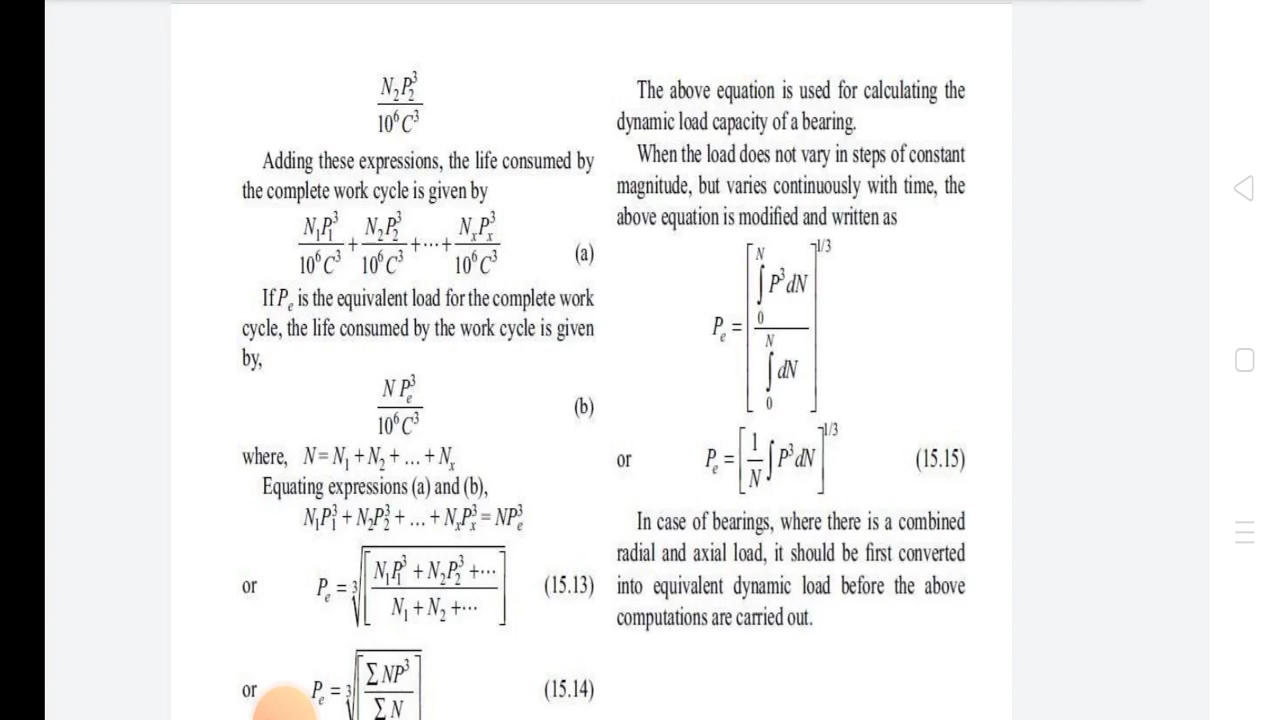 N₂P₂³
10⁶C³
Adding these expressions, the life consumed by
the complete work cycle is given by
N₁P₁³/10⁶C³ + N₂P₂³/10⁶C³ + ··· + NₓPₓ³/10⁶C³ (a)
If Pₑ is the equivalent load for the complete work
cycle, the life consumed by the work cycle is given
by,
N Pₑ³
10⁶C³ (b)
where, N = N₁ + N₂ + ... + Nₓ
Equating expressions (a) and (b),
N₁P₁³ + N₂P₂³ + ... + NₓPₓ³ = NPₑ³
or Pₑ = ³√[(N₁P₁³ + N₂P₂³ + ···)/(N₁ + N₂ + ···)] (15.13)
or Pₑ = ³√[ΣNP³/ΣN] (15.14)
The above equation is used for calculating the
dynamic load capacity of a bearing.
When the load does not vary in steps of constant
magnitude, but varies continuously with time, the
above equation is modified and written as
Pₑ = [∫₀ᴺ P³dN / ∫₀ᴺ dN]^1/3
or Pₑ = [1/N ∫P³dN]^1/3 (15.15)
In case of bearings, where there is a combined
radial and axial load, it should be first converted
into equivalent dynamic load before the above
computations are carried out.